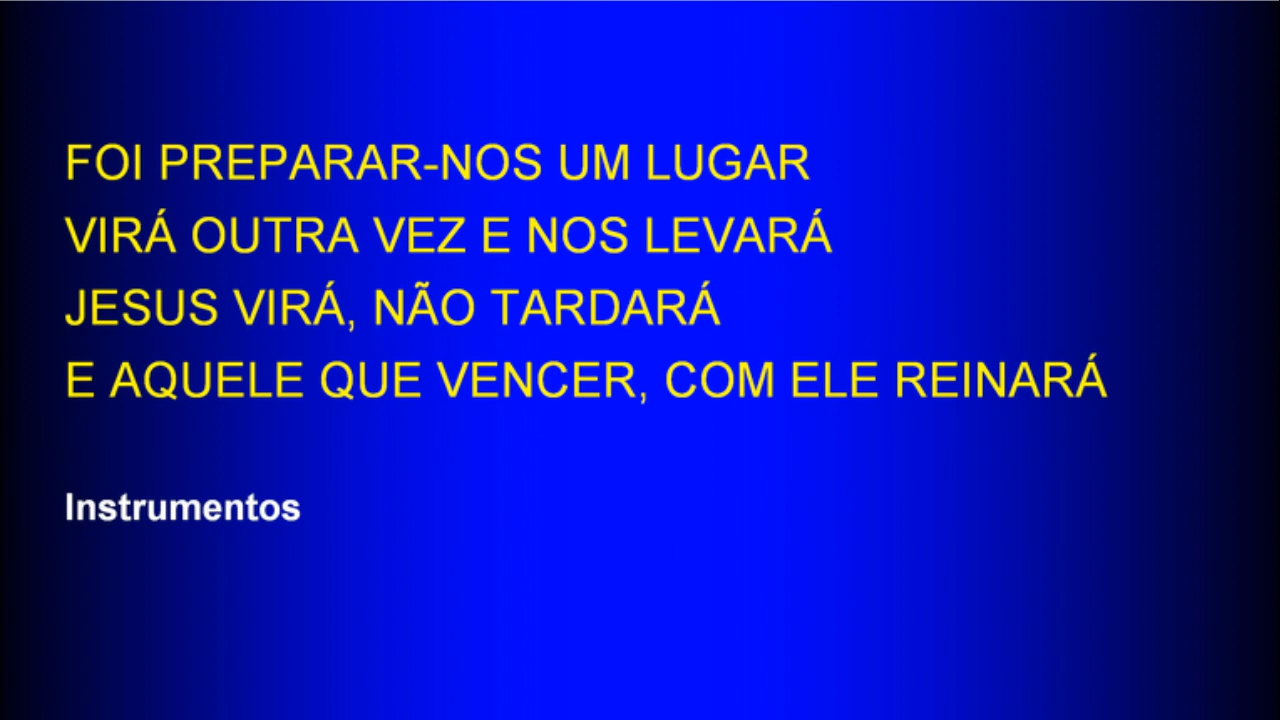 FOI PREPARAR-NOS UM LUGAR
VIRÁ OUTRA VEZ E NOS LEVARÁ
JESUS VIRÁ, NÃO TARDARÁ
E AQUELE QUE VENCER, COM ELE REINARÁ
Instrumentos